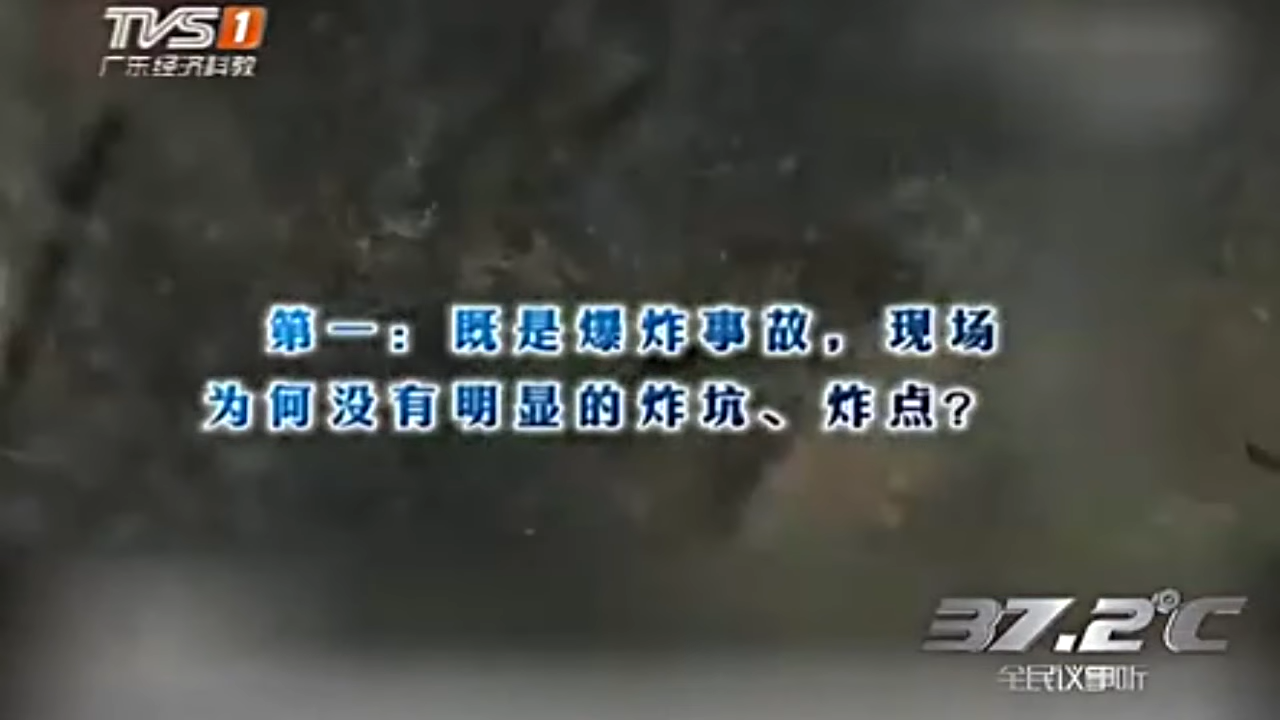 TVS1
广东经济科教
第一：既是爆炸事故，现场
为何没有明显的炸坑、炸点?
37.2℃
全民议事听